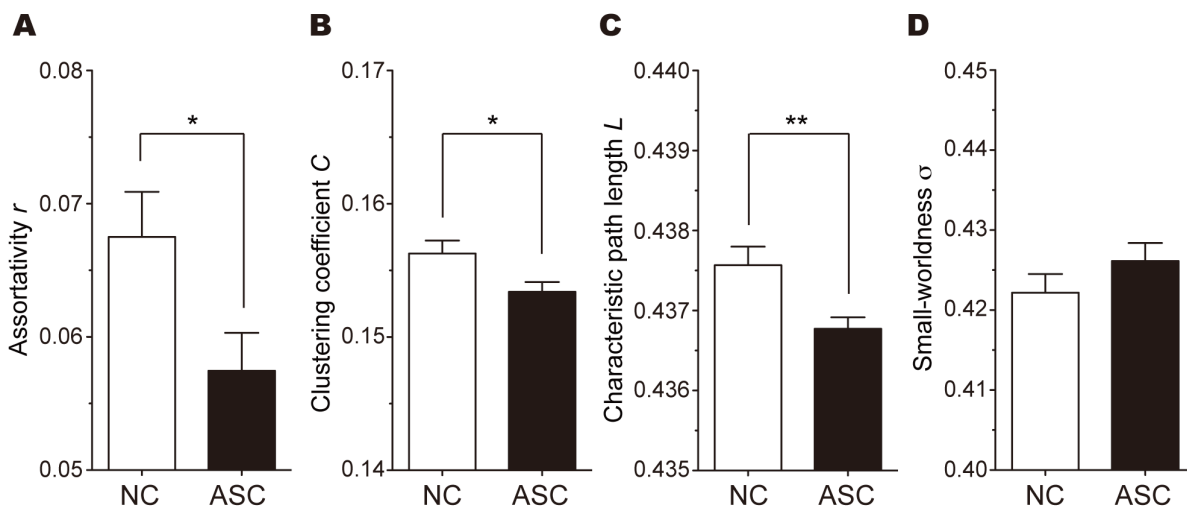 A
Assortativity r
0.08
0.07
0.06
0.05
*
NC
ASC
B
Clustering coefficient C
0.17
0.16
0.15
0.14
*
NC
ASC
C
Characteristic path length L
0.440
0.439
0.438
0.437
0.436
0.435
**
NC
ASC
D
Small-worldness σ
0.45
0.44
0.43
0.42
0.41
0.40
NC
ASC